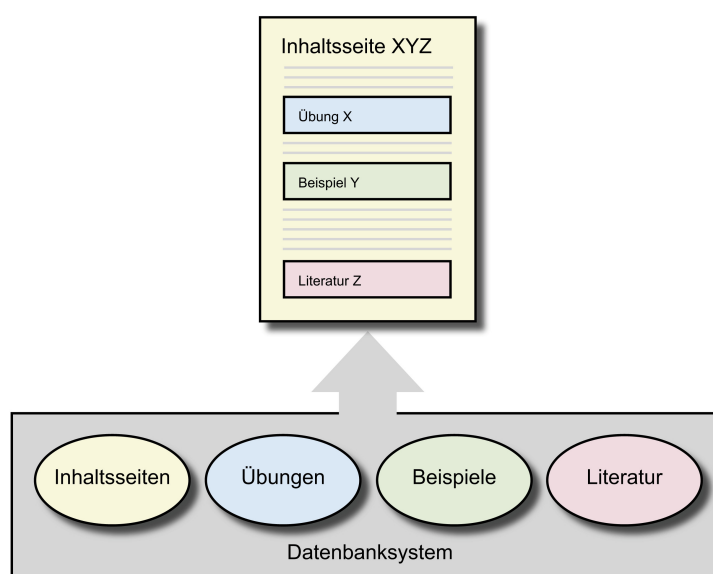 Inhaltsseite XYZ
Übung X
Beispiel Y
Literatur Z
Inhaltsseiten
Übungen
Beispiele
Literatur
Datenbanksystem